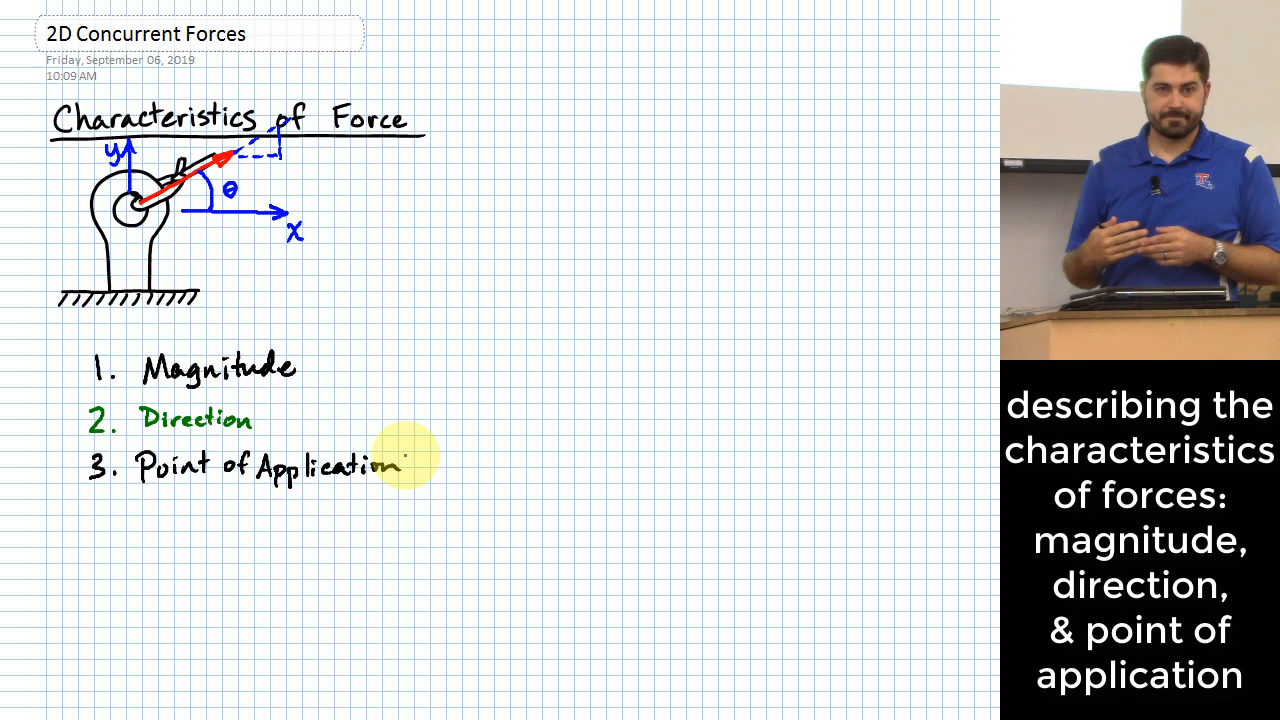 2D Concurrent Forces
Friday, September 06, 2019
10:09 AM
Characteristics of Force
y
θ
x
1. Magnitude
2. Direction
3. Point of Application
describing the
characteristics
of forces:
magnitude,
direction,
& point of
application